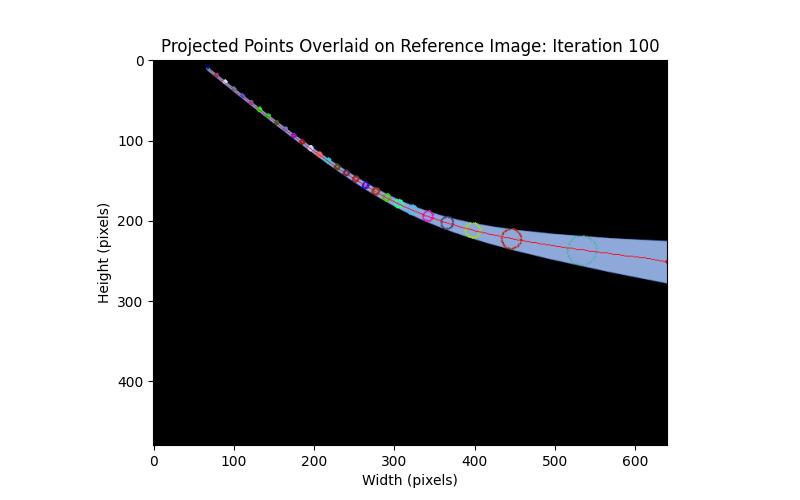 Projected Points Overlaid on Reference Image: Iteration 100
0
100
200
300
400
Height (pixels)
0 100 200 300 400 500 600
Width (pixels)